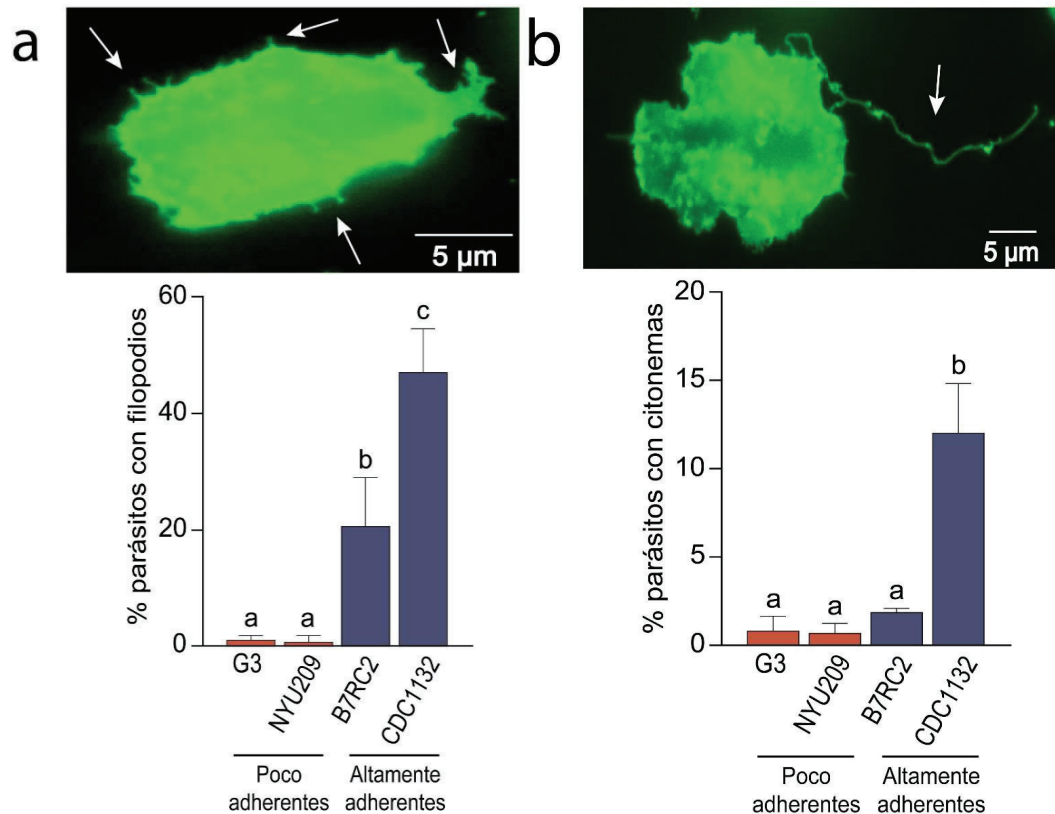 a
5 µm
b
5 µm
% parásitos con filopodios
60
40
20
0
a
a
b
c
G3
NYU209
B7RC2
CDC1132
Poco
adherentes
Altamente
adherentes
% parásitos con citonemas
20
15
10
5
0
a
a
a
b
G3
NYU209
B7RC2
CDC1132
Poco
adherentes
Altamente
adherentes